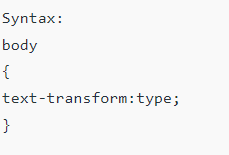 Syntax:
body
{
text-transform:type;
}